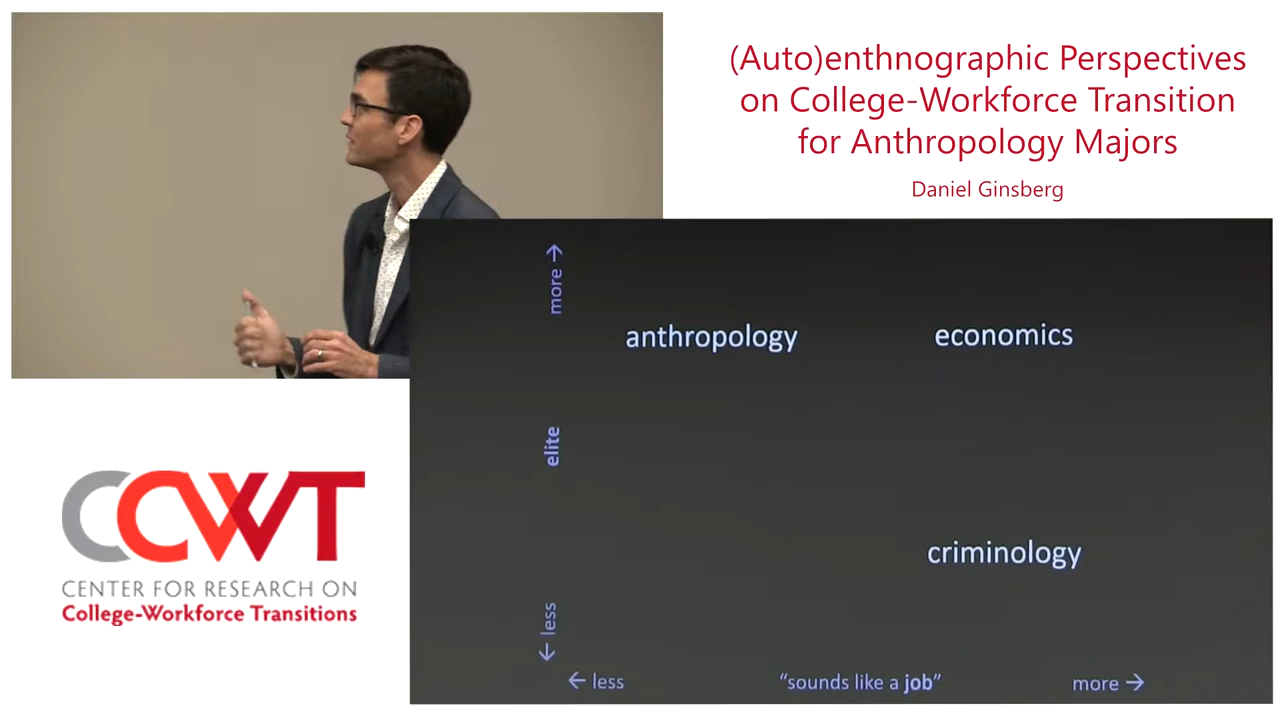 (Auto)enthnographic Perspectives
on College-Workforce Transition
for Anthropology Majors
Daniel Ginsberg
more →
anthropology
economics
elite
criminology
← less
← less
“sounds like a job”
more →
CCWT
CENTER FOR RESEARCH ON
College-Workforce Transitions